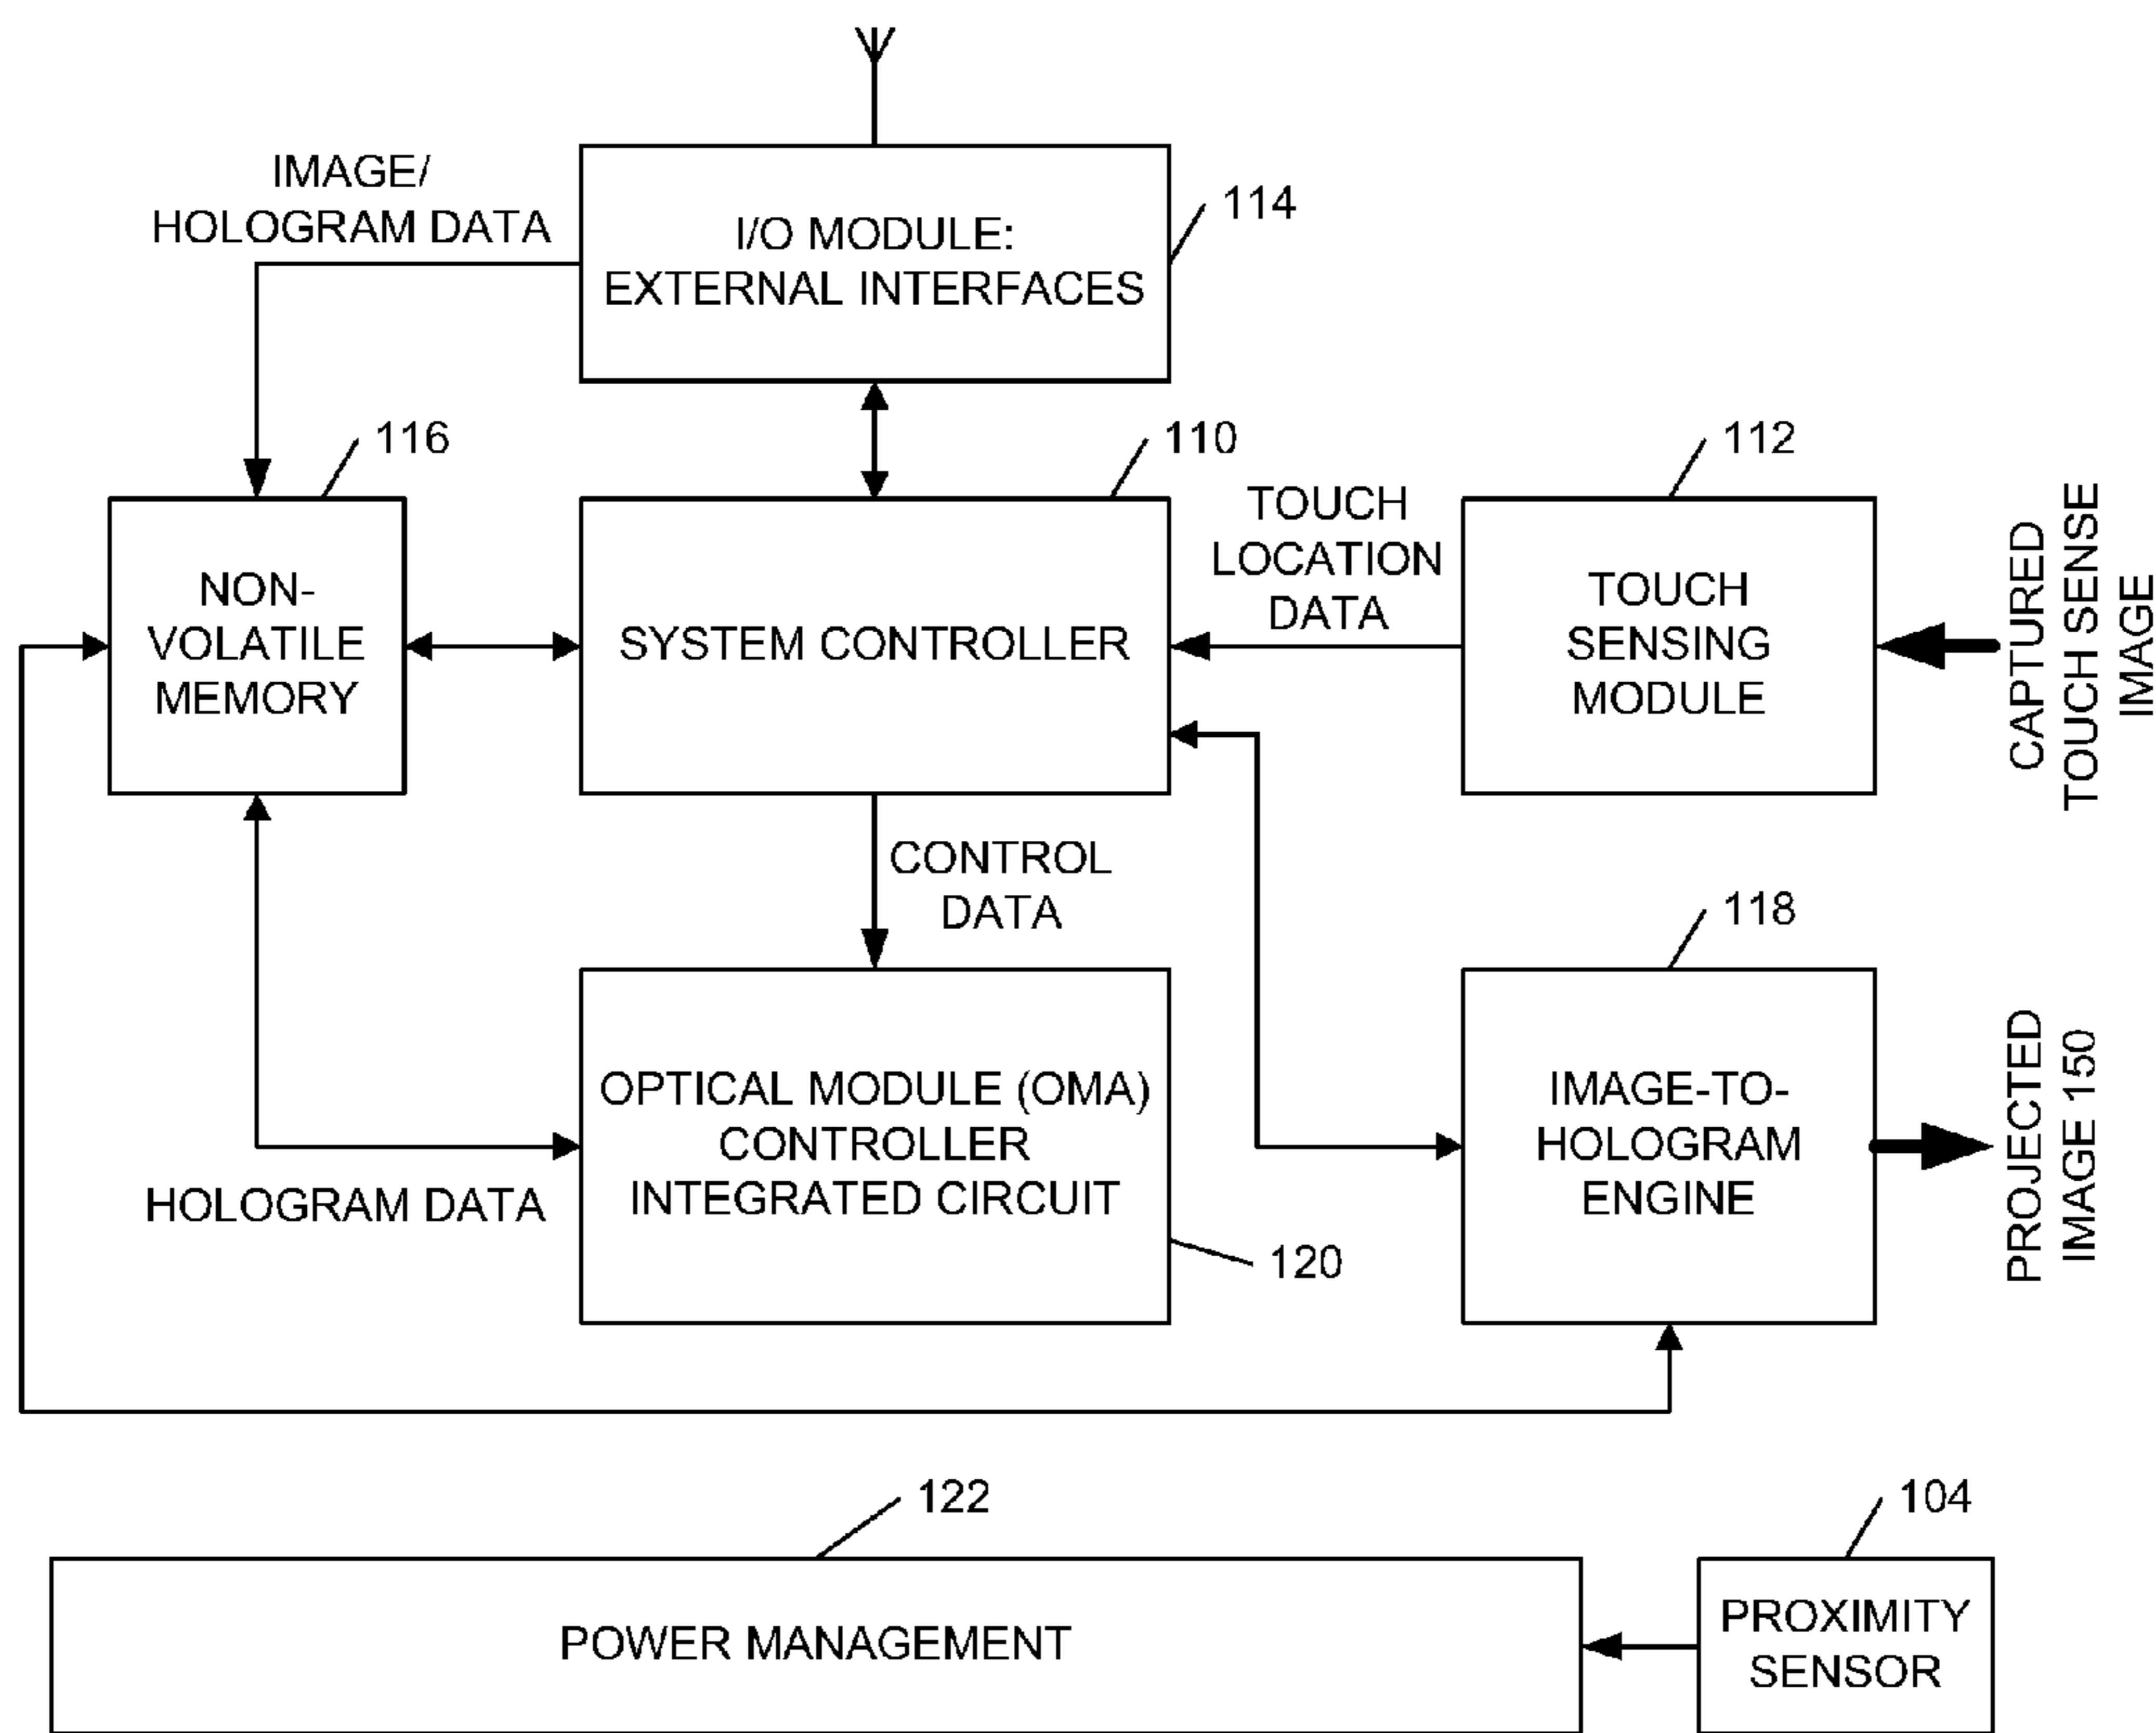 IMAGE/
HOLOGRAM DATA
I/O MODULE:
EXTERNAL INTERFACES
114
116
110
112
NON-
VOLATILE
MEMORY
SYSTEM CONTROLLER
TOUCH
LOCATION
DATA
TOUCH
SENSING
MODULE
CAPTURED
TOUCH SENSE
IMAGE
CONTROL
DATA
118
OPTICAL MODULE (OMA)
CONTROLLER
INTEGRATED CIRCUIT
IMAGE-TO-
HOLOGRAM
ENGINE
PROJECTED
IMAGE 150
HOLOGRAM DATA
120
122
104
POWER MANAGEMENT
PROXIMITY
SENSOR